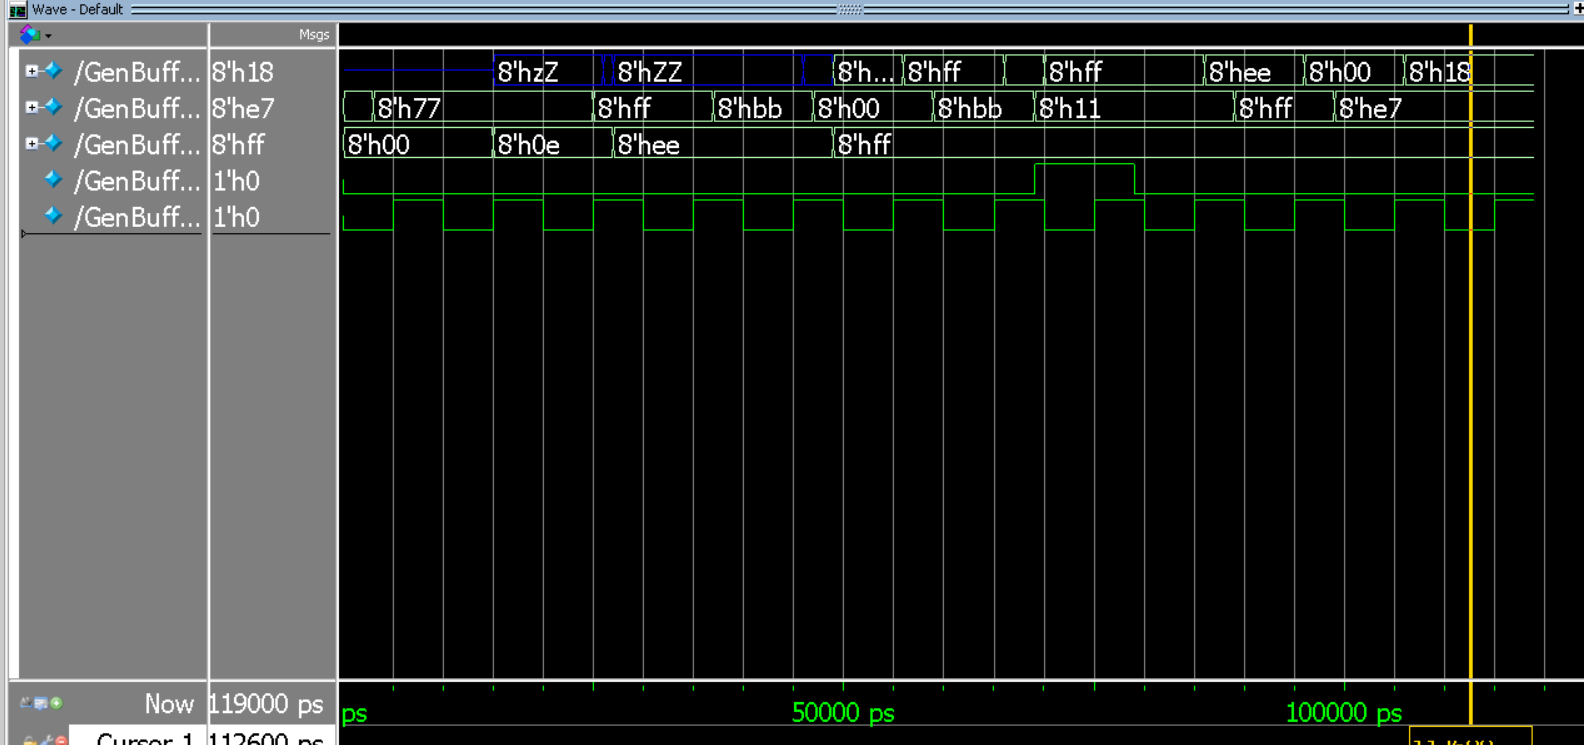 Wave - Default
Msgs
/GenBuff... 8'h18 8'hzZ 8'hZZ 8'h... 8'hff 8'hff 8'hee 8'h00 8'h18
/GenBuff... 8'he7 8'h77 8'hff 8'hbb 8'h00 8'hbb 8'h11 8'hff 8'he7
/GenBuff... 8'hff 8'h00 8'h0e 8'hee 8'hff
/GenBuff... 1'h0
/GenBuff... 1'h0
Now 119000 ps ps 50000 ps 100000 ps
Cursor 1 112600 ps